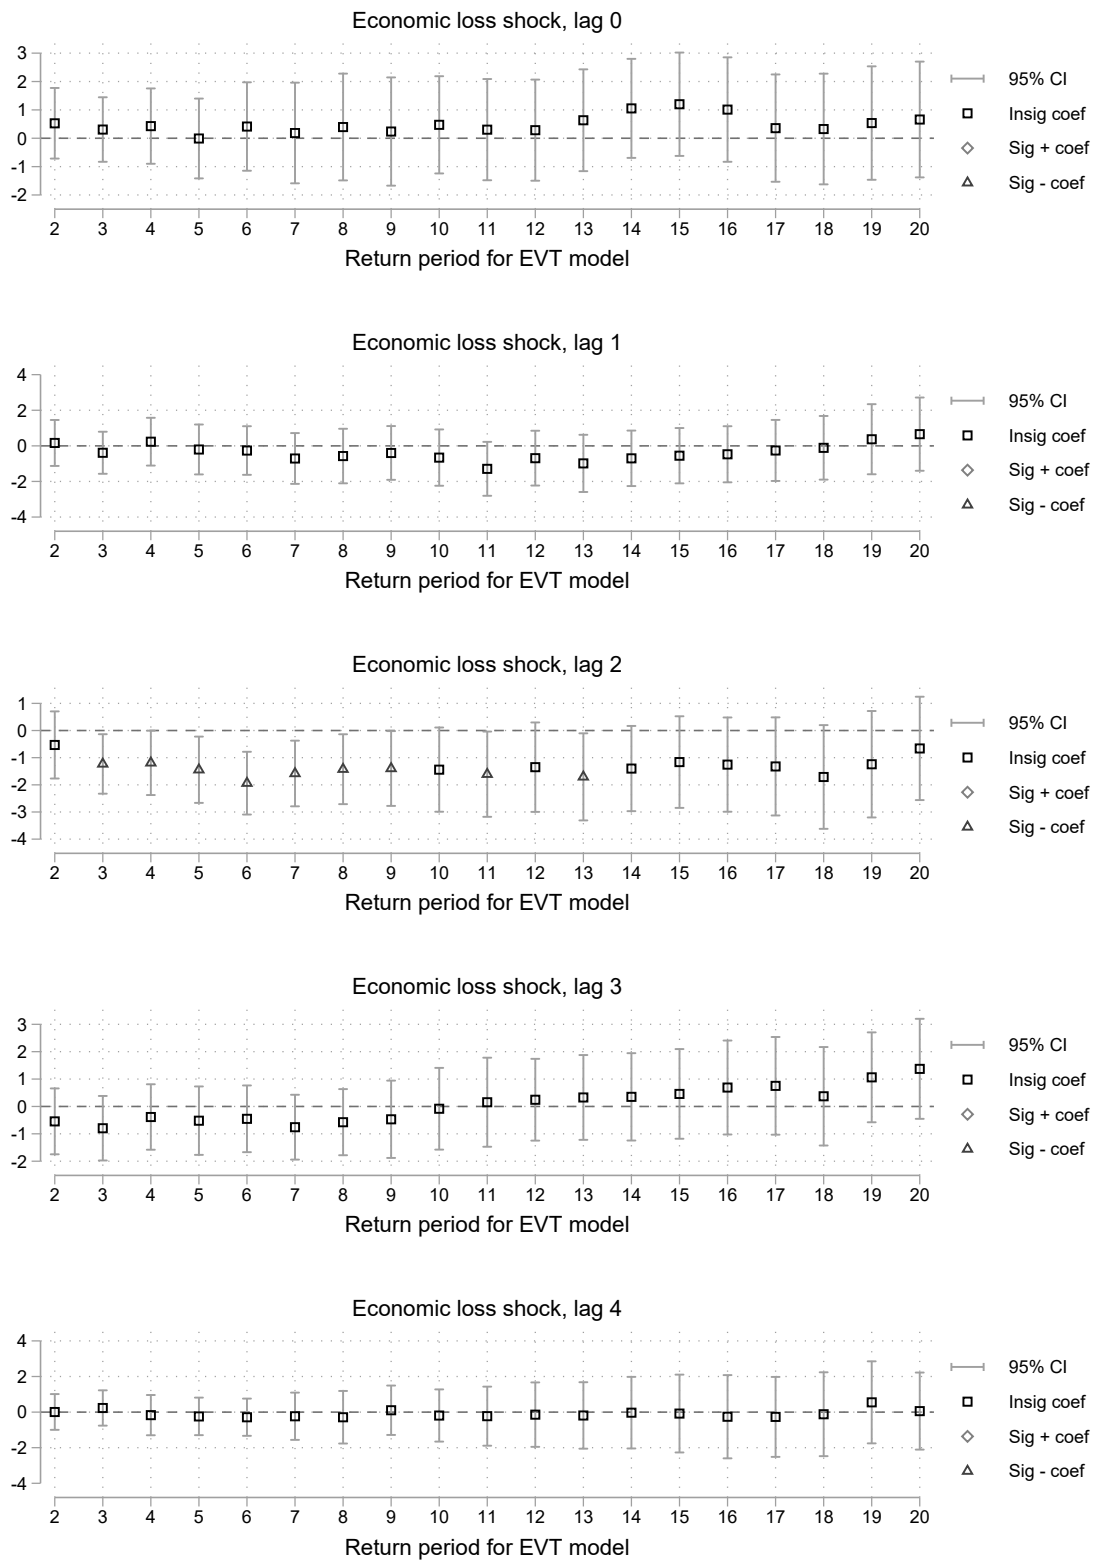 Economic loss shock, lag 0
3
2
1
0
-1
-2
2 3 4 5 6 7 8 9 10 11 12 13 14 15 16 17 18 19 20
Return period for EVT model
95% CI
Insig coef
Sig + coef
Sig - coef
Economic loss shock, lag 1
4
2
0
-2
-4
2 3 4 5 6 7 8 9 10 11 12 13 14 15 16 17 18 19 20
Return period for EVT model
95% CI
Insig coef
Sig + coef
Sig - coef
Economic loss shock, lag 2
1
0
-1
-2
-3
-4
2 3 4 5 6 7 8 9 10 11 12 13 14 15 16 17 18 19 20
Return period for EVT model
95% CI
Insig coef
Sig + coef
Sig - coef
Economic loss shock, lag 3
3
2
1
0
-1
-2
2 3 4 5 6 7 8 9 10 11 12 13 14 15 16 17 18 19 20
Return period for EVT model
95% CI
Insig coef
Sig + coef
Sig - coef
Economic loss shock, lag 4
4
2
0
-2
-4
2 3 4 5 6 7 8 9 10 11 12 13 14 15 16 17 18 19 20
Return period for EVT model
95% CI
Insig coef
Sig + coef
Sig - coef